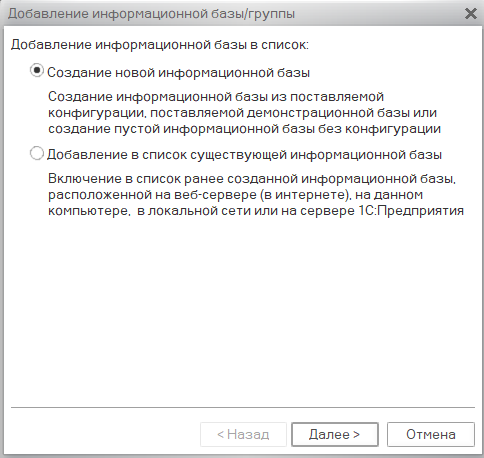 Добавление информационной базы/группы
Добавление информационной базы в список:
Создание новой информационной базы
Создание информационной базы из поставляемой
конфигурации, поставляемой демонстрационной базы или
создание пустой информационной базы без конфигурации
Добавление в список существующей информационной базы
Включение в список ранее созданной информационной базы,
расположенной на веб-сервере (в интернете), на данном
компьютере, в локальной сети или на сервере 1С:Предприятия
< Назад
Далее >
Отмена